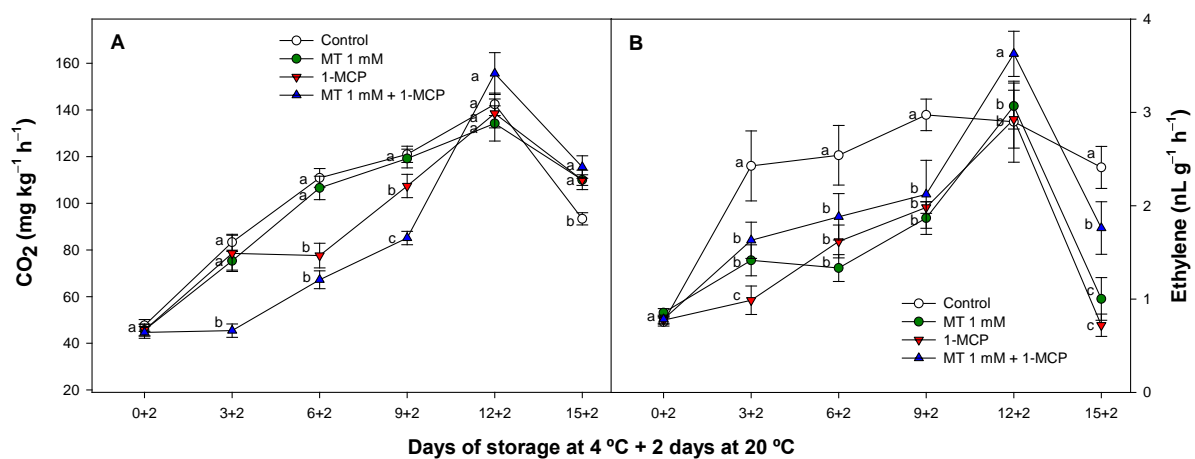 A
Control
MT 1 mM
1-MCP
MT 1 mM + 1-MCP
CO₂ (mg kg⁻¹ h⁻¹)
160
140
120
100
80
60
40
20
a
a
b
a
a
b
b
a
b
c
a
a
a
a
a
a
b
0+2
3+2
6+2
9+2
12+2
15+2
B
Control
MT 1 mM
1-MCP
MT 1 mM + 1-MCP
Ethylene (nL g⁻¹ h⁻¹)
4
3
2
1
0
a
a
b
b
c
a
b
b
b
a
b
b
b
a
b
b
a
b
c
c
0+2
3+2
6+2
9+2
12+2
15+2
Days of storage at 4 ºC + 2 days at 20 ºC